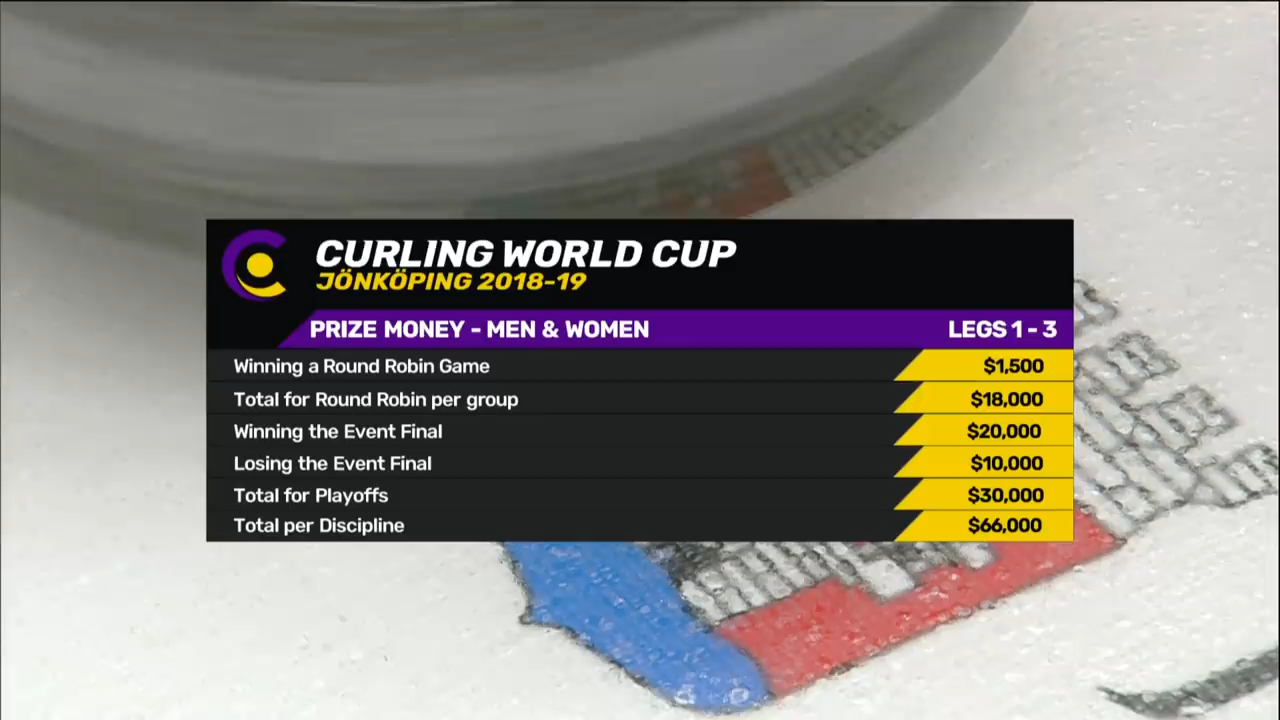 CURLING WORLD CUP
JÖNKÖPING 2018-19
PRIZE MONEY - MEN & WOMEN LEGS 1 - 3
Winning a Round Robin Game $1,500
Total for Round Robin per group $18,000
Winning the Event Final $20,000
Losing the Event Final $10,000
Total for Playoffs $30,000
Total per Discipline $66,000